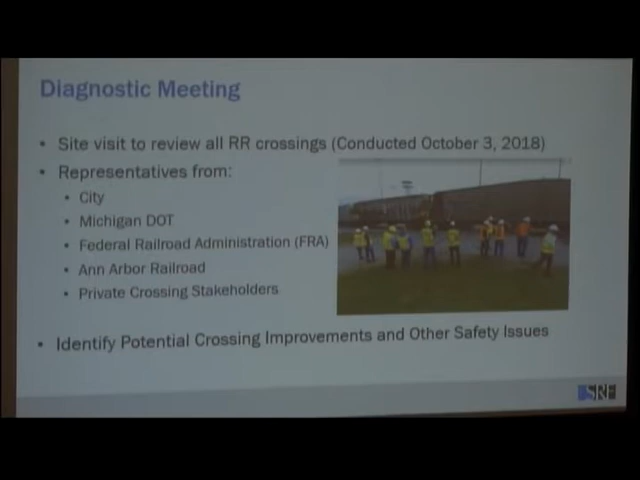 Diagnostic Meeting
• Site visit to review all RR crossings (Conducted October 3, 2018)
• Representatives from:
• City
• Michigan DOT
• Federal Railroad Administration (FRA)
• Ann Arbor Railroad
• Private Crossing Stakeholders
• Identify Potential Crossing Improvements and Other Safety Issues
SRF